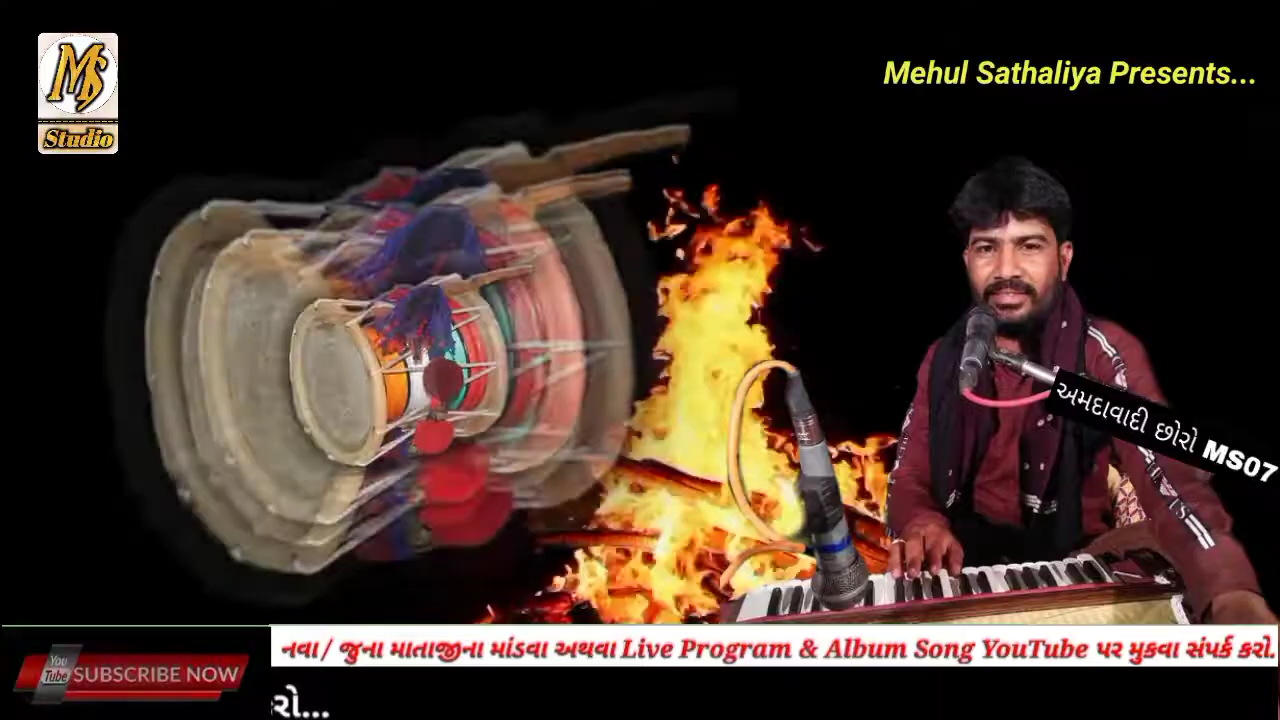 MS
Studio
Mehul Sathaliya Presents...
અમદાવાદી છોરો MS07
નવા / જુના માતાજીના માંડવા અથવા Live Program & Album Song YouTube પર મુકવા સંપર્ક કરો.
You
Tube
SUBSCRIBE NOW
રો...